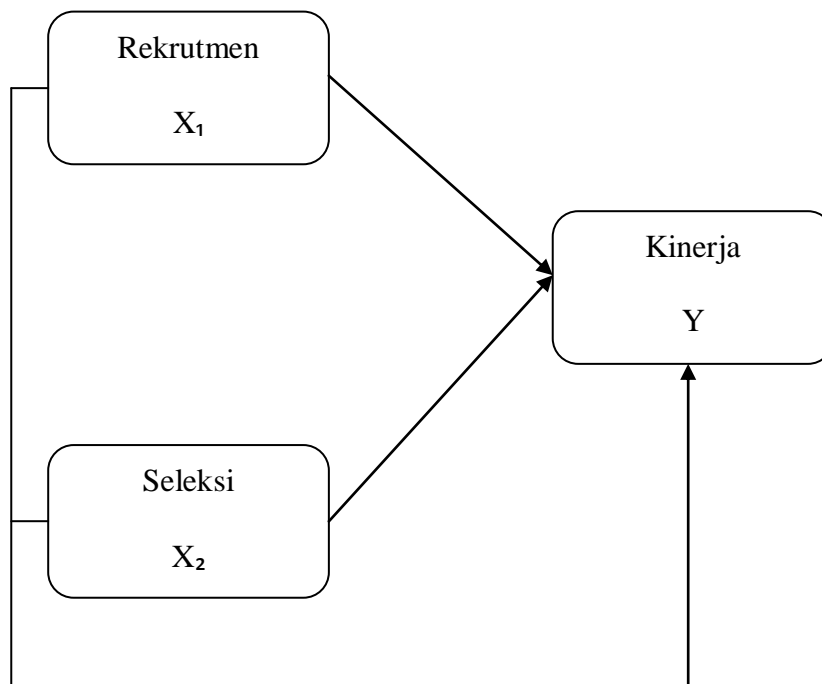 Rekrutmen
X₁
Kinerja
Y
Seleksi
X₂